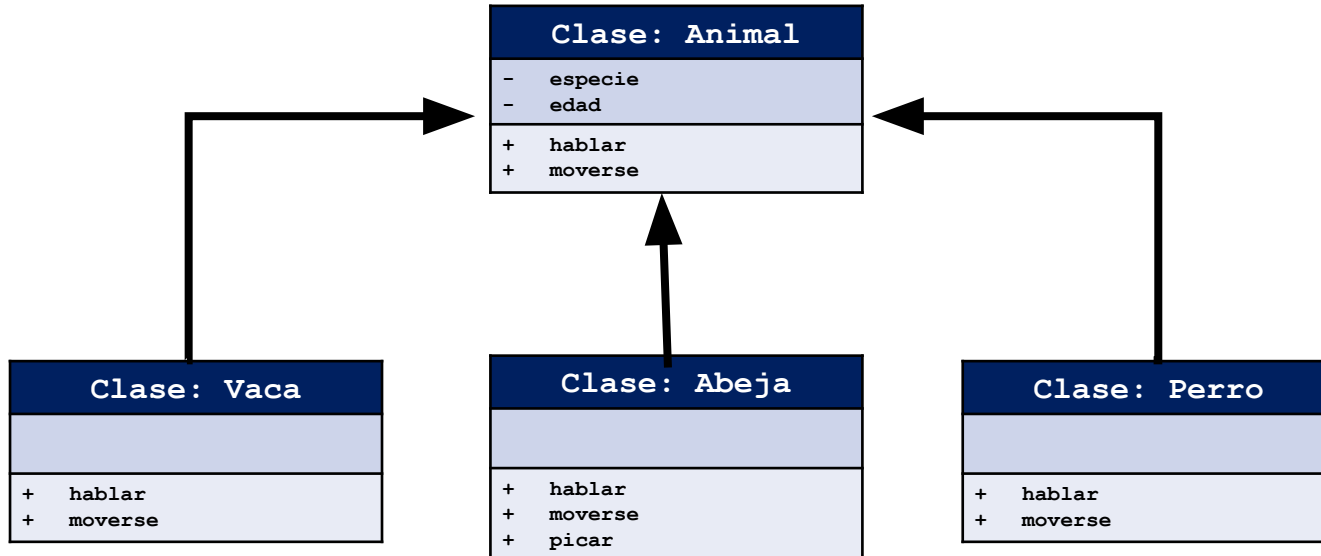 Clase: Animal
- especie
- edad
+ hablar
+ moverse
Clase: Vaca
+ hablar
+ moverse
Clase: Abeja
+ hablar
+ moverse
+ picar
Clase: Perro
+ hablar
+ moverse